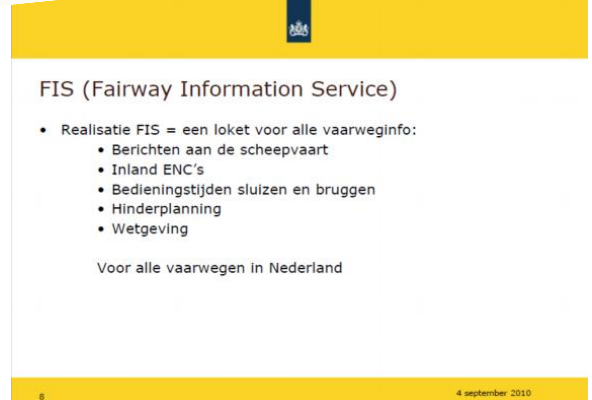 FIS (Fairway Information Service)
• Realisatie FIS = een loket voor alle vaarweginfo:
• Berichten aan de scheepvaart
• Inland ENC's
• Bedieningstijden sluizen en bruggen
• Hinderplanning
• Wetgeving
Voor alle vaarwegen in Nederland
8
4 september 2010